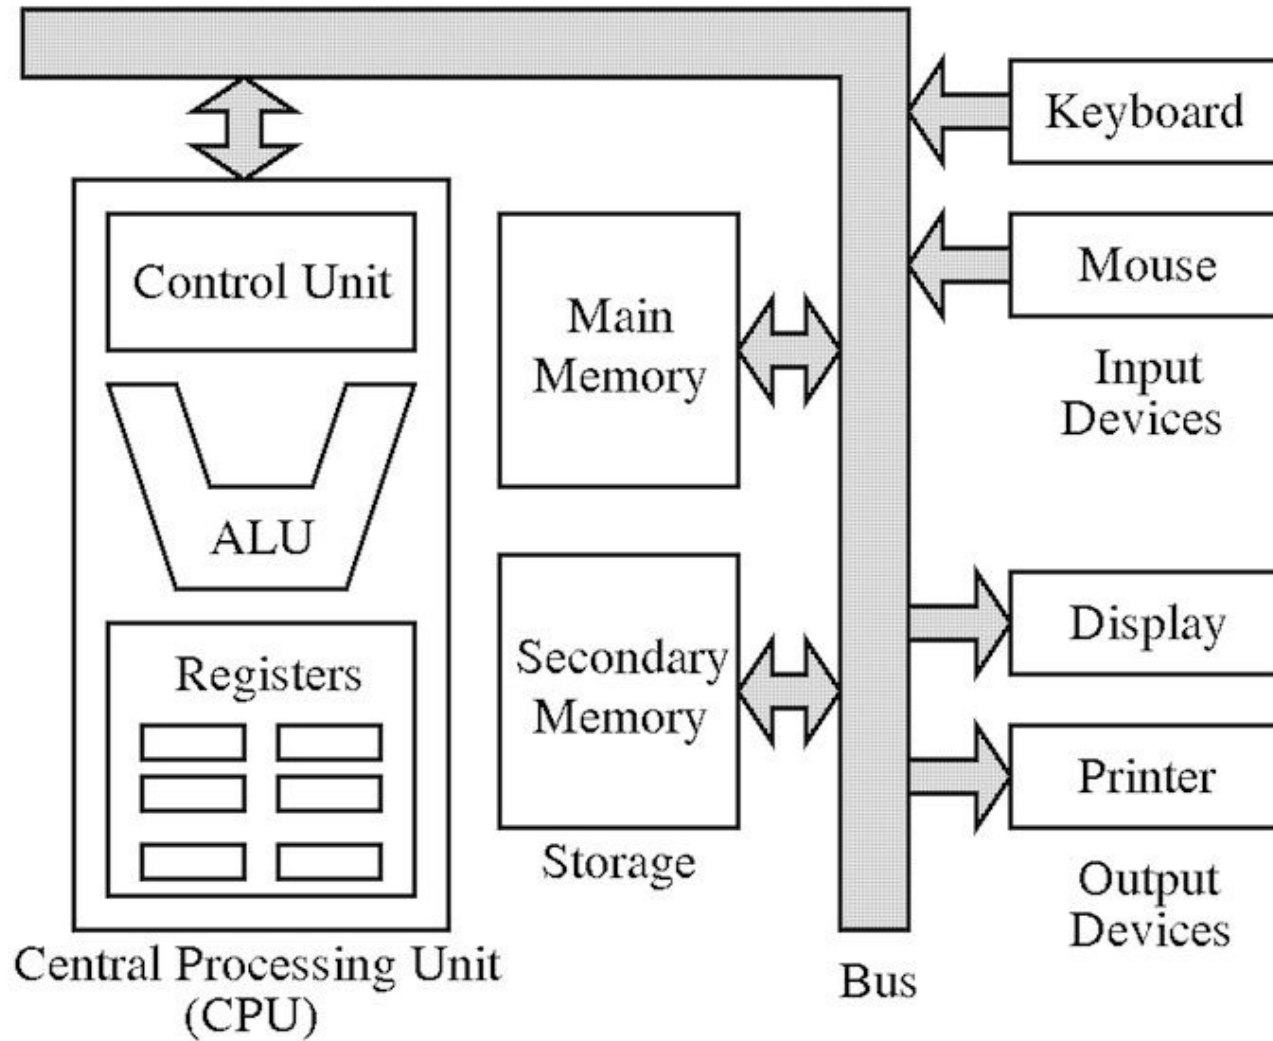 Control Unit
ALU
Registers
Central Processing Unit
(CPU)
Main
Memory
Secondary
Memory
Storage
Bus
Keyboard
Mouse
Input
Devices
Display
Printer
Output
Devices